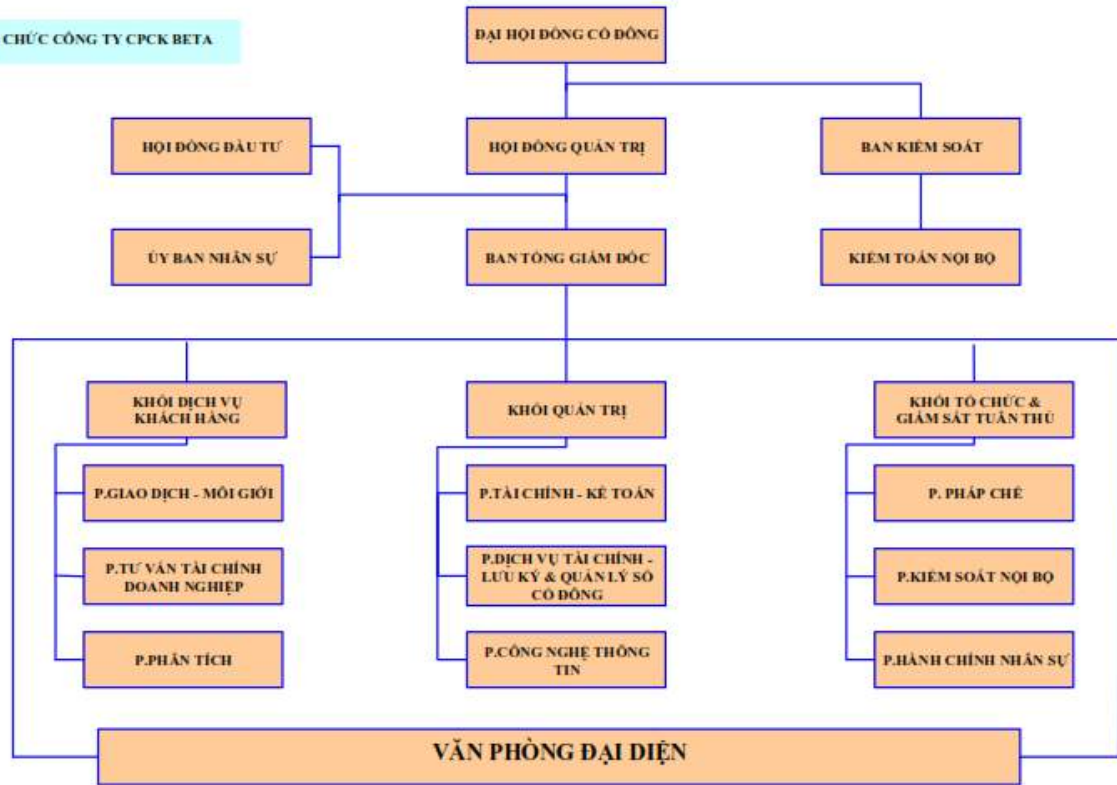 CHỨC CÔNG TY CPCK BETA
ĐẠI HỘI ĐỒNG CỔ ĐÔNG
HỘI ĐỒNG ĐẦU TƯ
HỘI ĐỒNG QUẢN TRỊ
BAN KIỂM SOÁT
ỦY BAN NHÂN SỰ
BAN TỔNG GIÁM ĐỐC
KIỂM TOÁN NỘI BỘ
KHỐI DỊCH VỤ
KHÁCH HÀNG
KHỐI QUẢN TRỊ
KHỐI TỔ CHỨC &
GIÁM SÁT TUÂN THỦ
P.GIAO DỊCH - MÔI GIỚI
P.TÀI CHÍNH - KẾ TOÁN
P. PHÁP CHẾ
P.TƯ VẤN TÀI CHÍNH
DOANH NGHIỆP
P.DỊCH VỤ TÀI CHÍNH -
LƯU KÝ & QUẢN LÝ SỔ
CỔ ĐÔNG
P.KIỂM SOÁT NỘI BỘ
P.PHÂN TÍCH
P.CÔNG NGHỆ THÔNG
TIN
P.HÀNH CHÍNH NHÂN SỰ
VĂN PHÒNG ĐẠI DIỆN